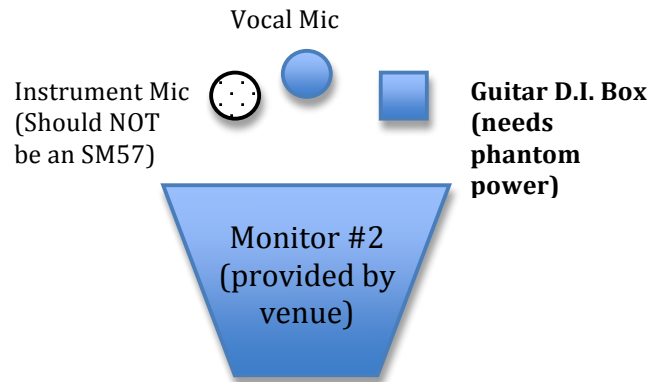 Vocal Mic
Instrument Mic
(Should NOT
be an SM57)
Guitar D.I. Box
(needs
phantom
power)
Monitor #2
(provided by
venue)